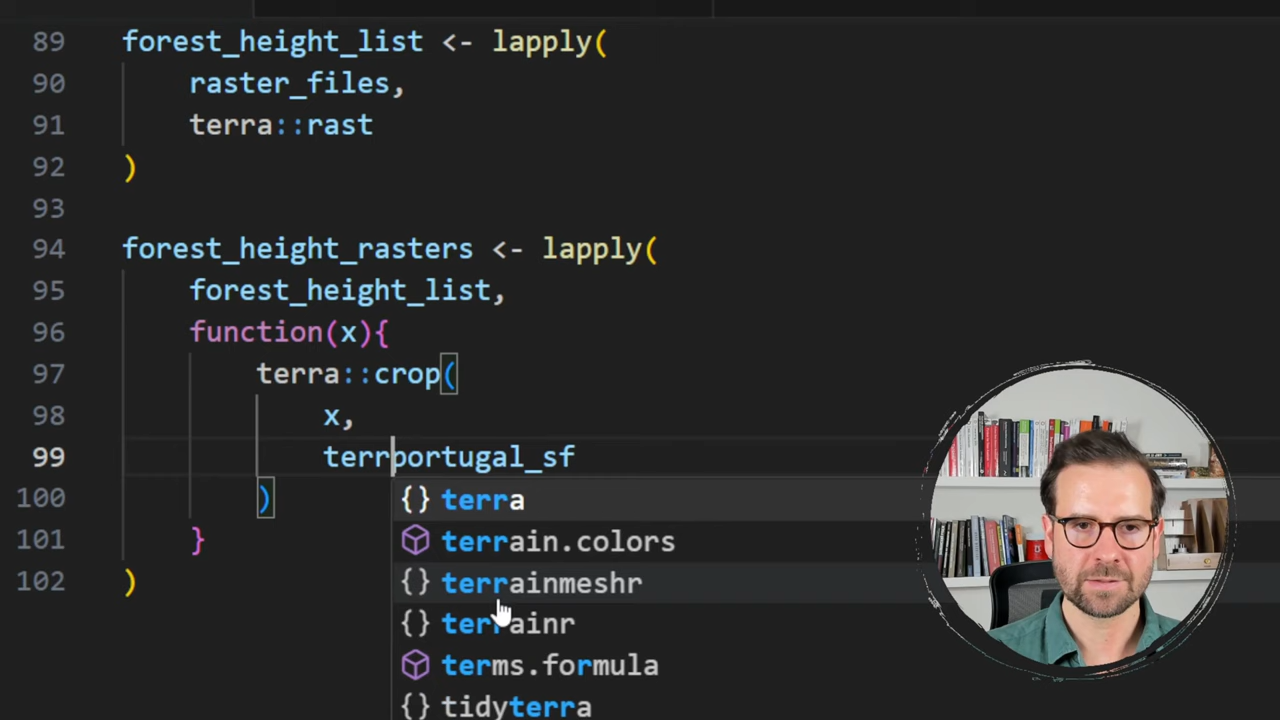 89 forest_height_list <- lapply(
90 raster_files,
91 terra::rast
92 )
93
94 forest_height_rasters <- lapply(
95 forest_height_list,
96 function(x){
97 terra::crop(
98 x,
99 terrportugal_sf
100 )
101 }
102 )
{} terra
terrain.colors
{} terrainmeshr
{} terrainr
terms.formula
{} tidyterra